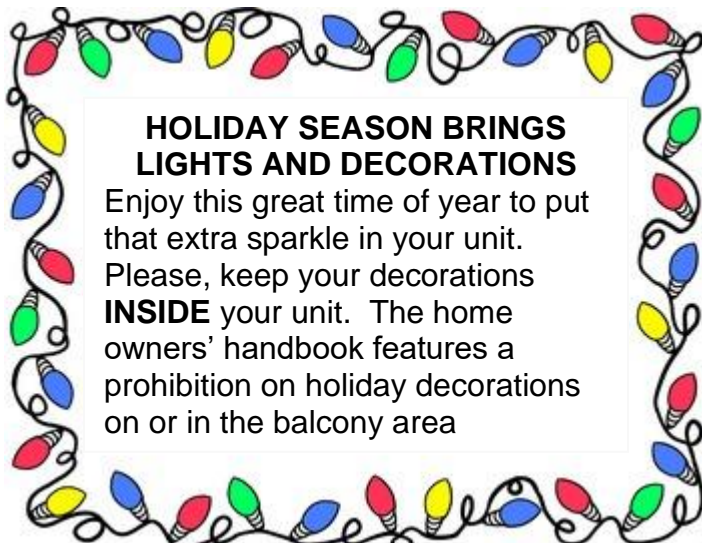 HOLIDAY SEASON BRINGS
LIGHTS AND DECORATIONS
Enjoy this great time of year to put
that extra sparkle in your unit.
Please, keep your decorations
INSIDE your unit.  The home
owners’ handbook features a
prohibition on holiday decorations
on or in the balcony area